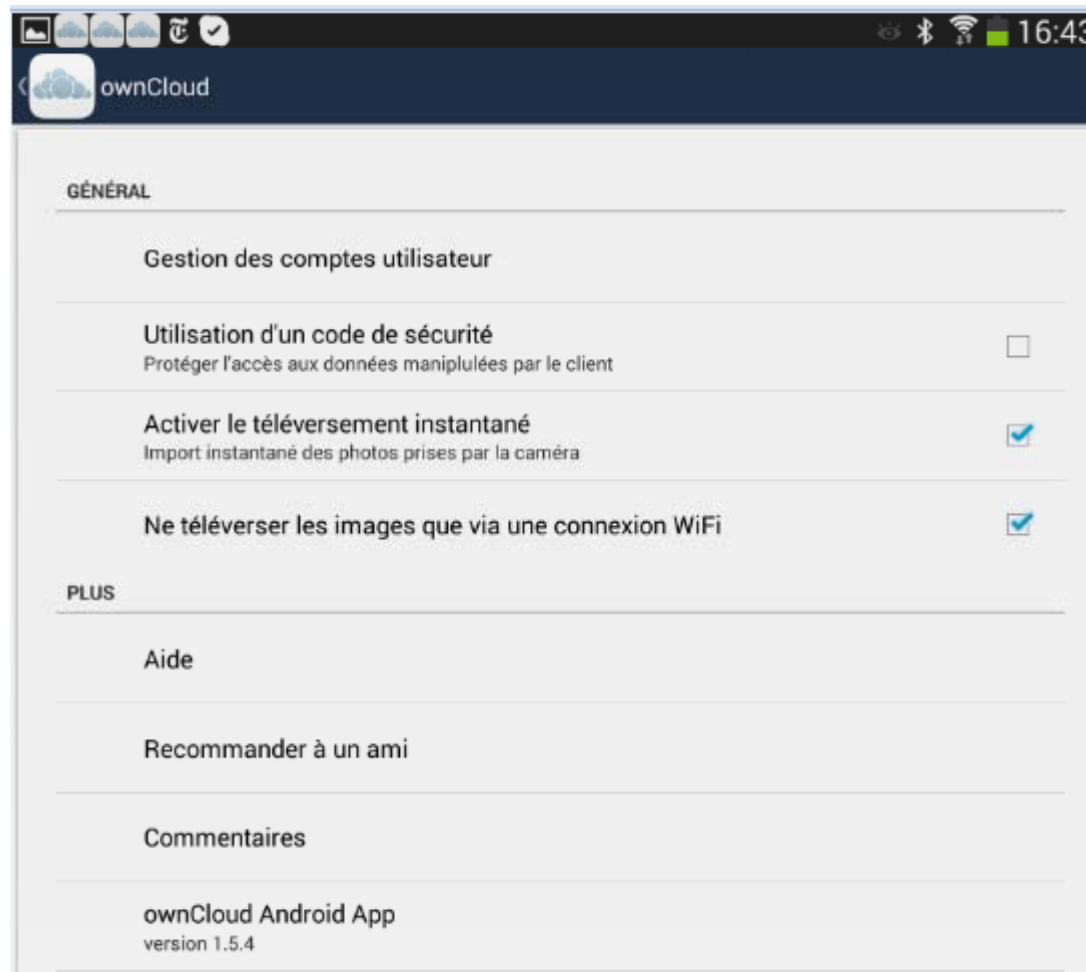 16:43
ownCloud
GÉNÉRAL
Gestion des comptes utilisateur
Utilisation d'un code de sécurité
Protéger l'accès aux données maniplulées par le client
Activer le téléversement instantané
Import instantané des photos prises par la caméra
Ne téléverser les images que via une connexion WiFi
PLUS
Aide
Recommander à un ami
Commentaires
ownCloud Android App
version 1.5.4